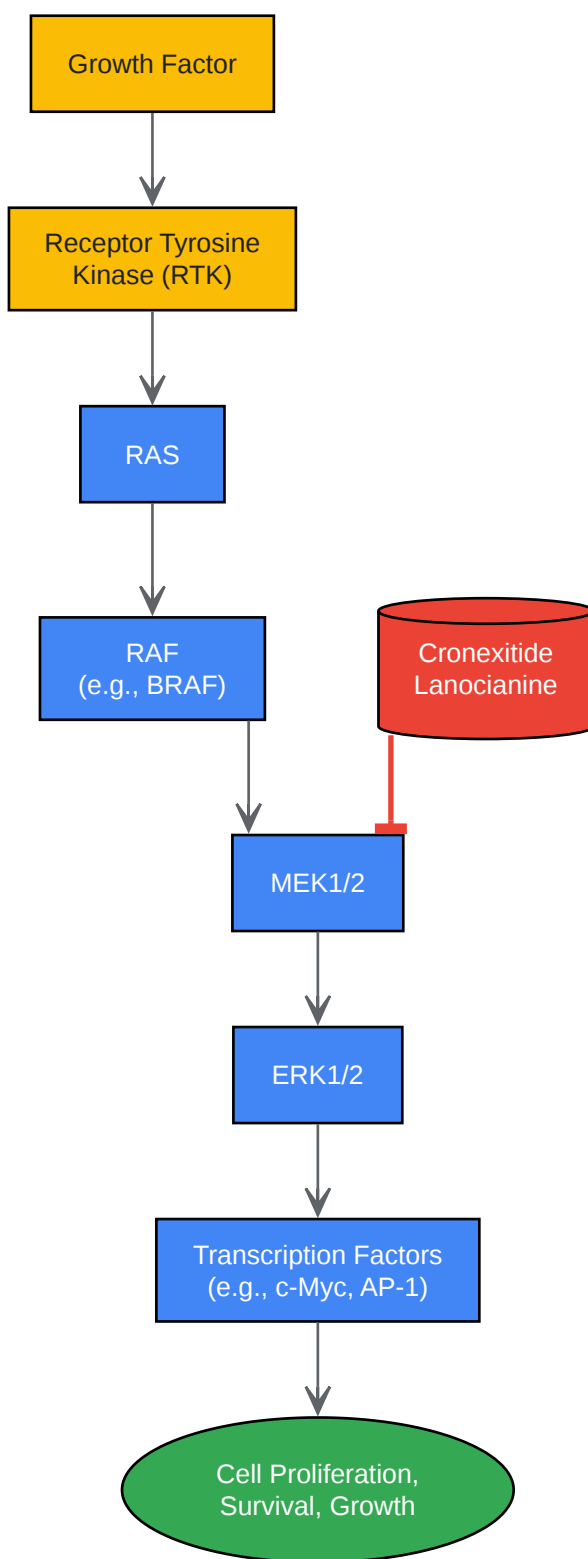 Growth Factor
Receptor Tyrosine
Kinase (RTK)
RAS
RAF
(e.g., BRAF)
Cronexitide
Lanocianine
MEK1/2
ERK1/2
Transcription Factors
(e.g., c-Myc, AP-1)
Cell Proliferation,
Survival, Growth